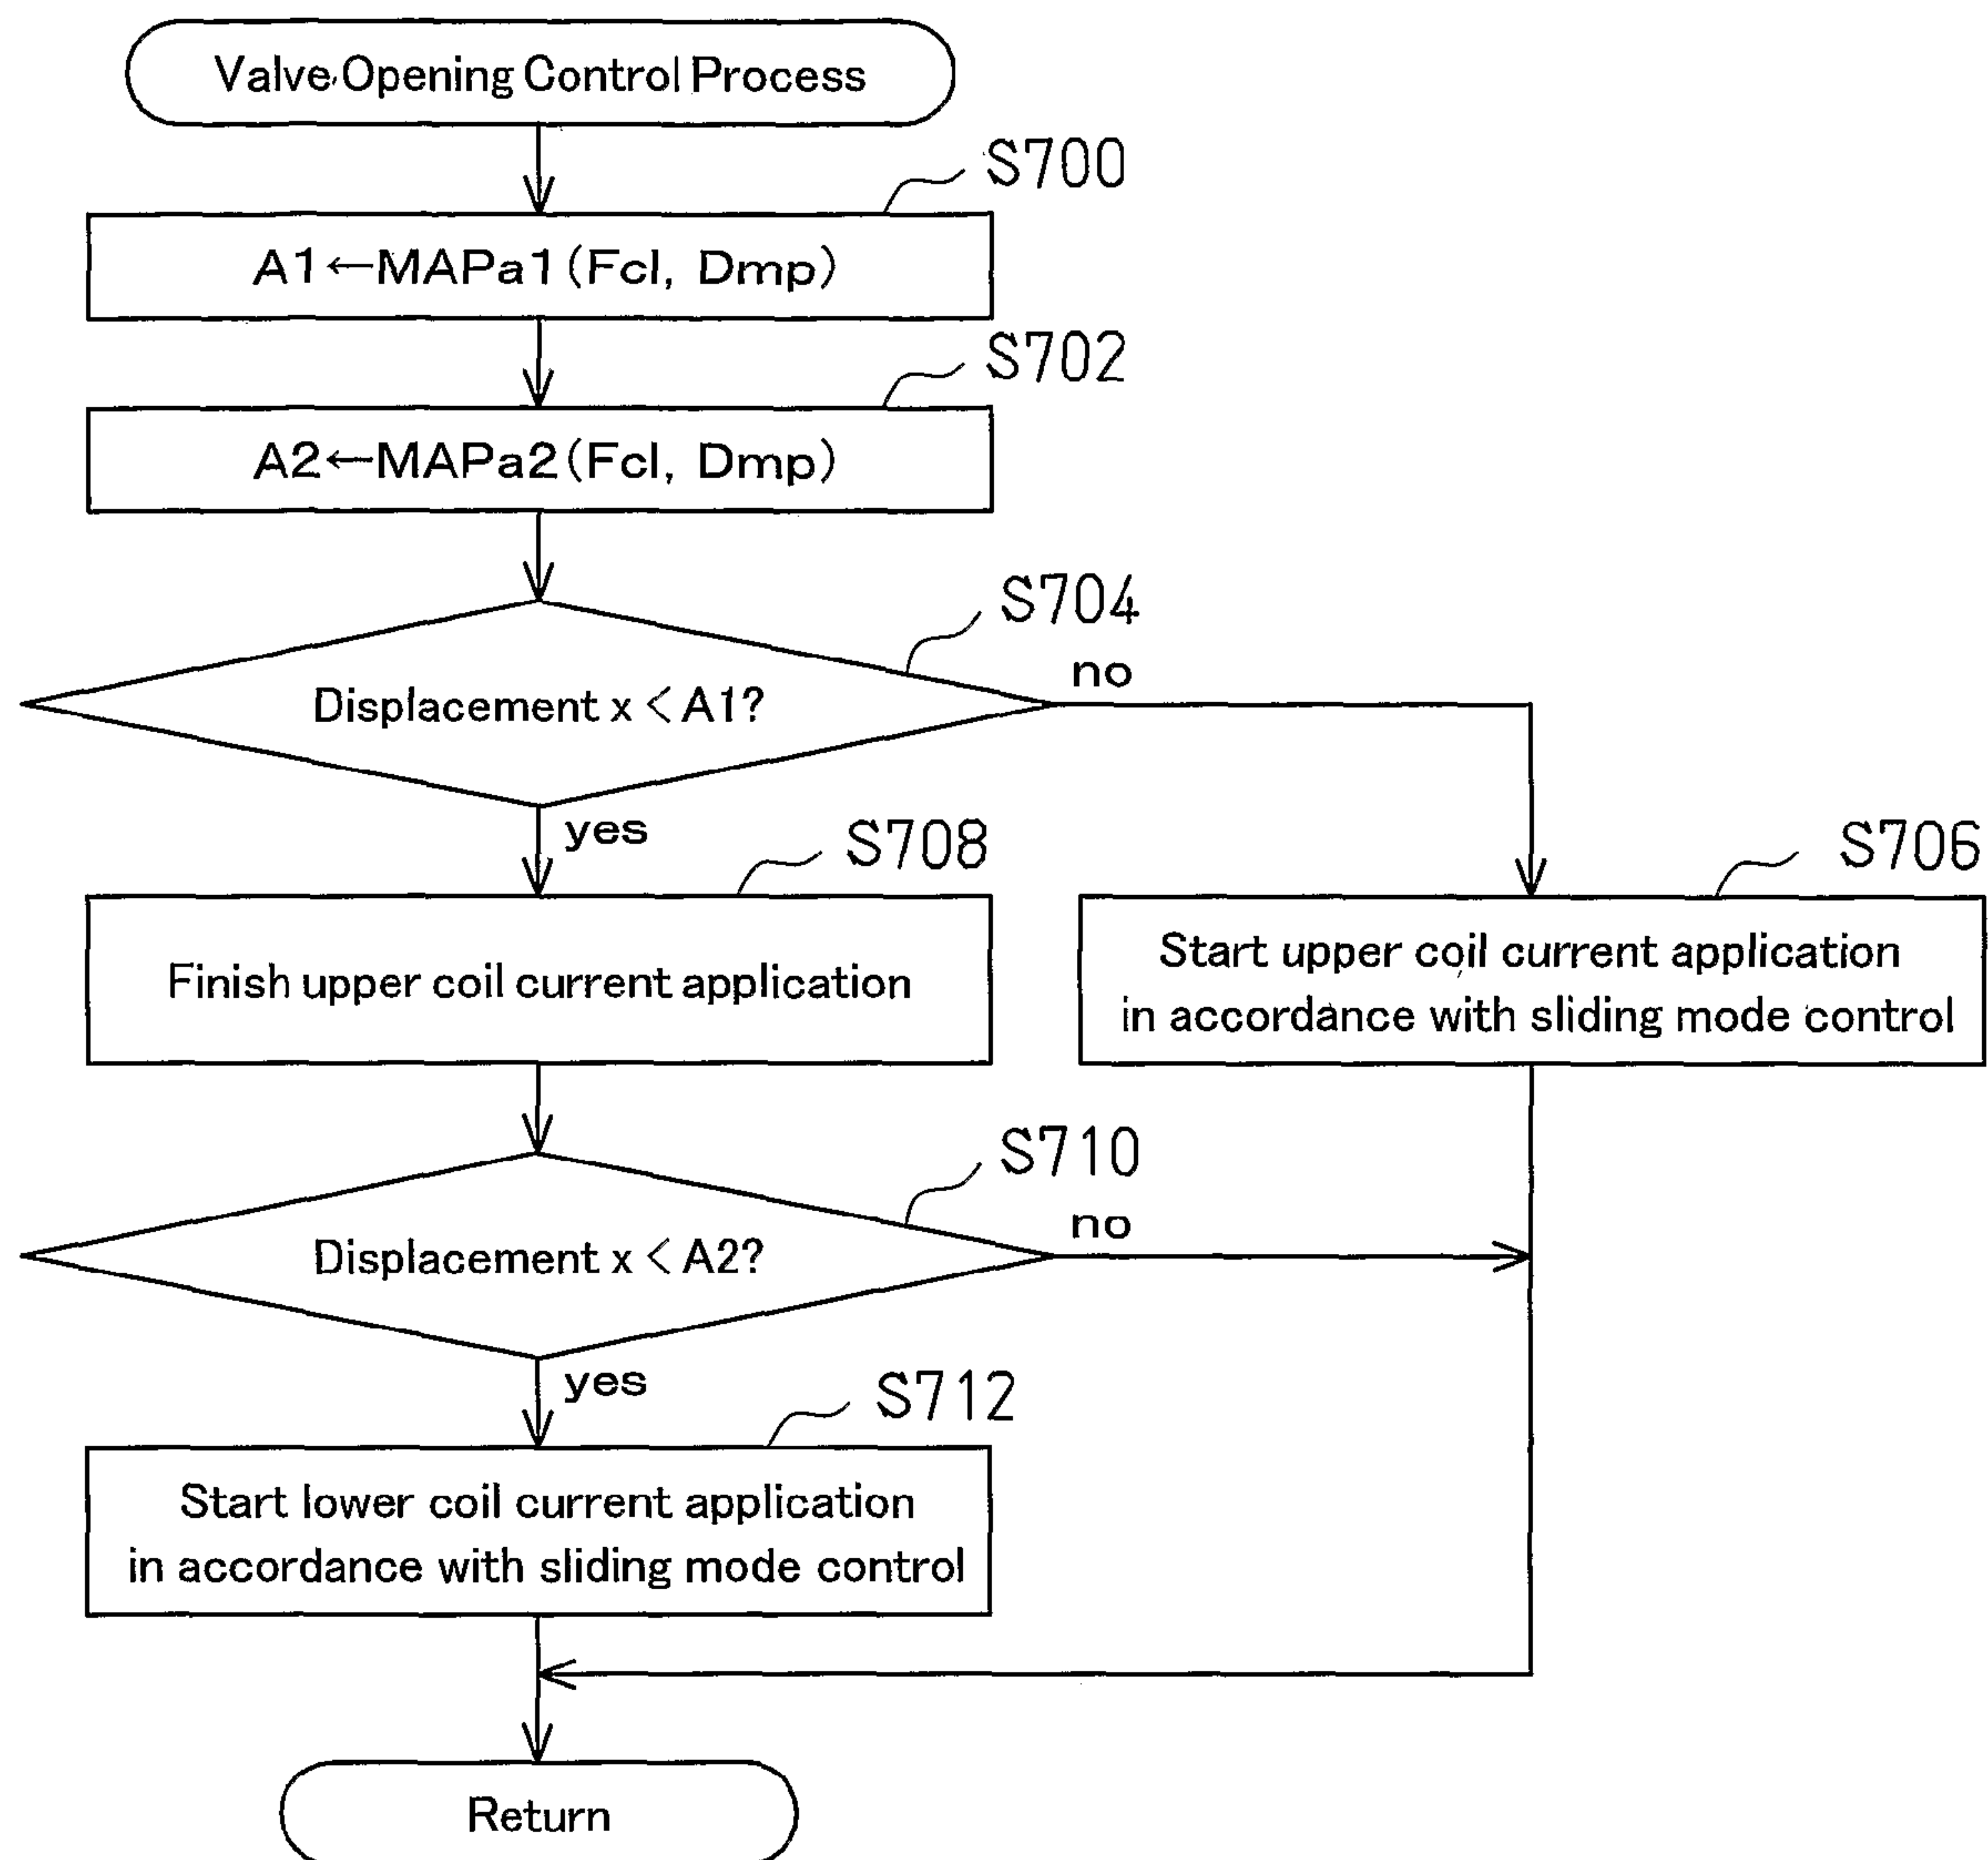 Valve Opening Control Process
S700
A1←MAPa1(Fcl, Dmp)
S702
A2←MAPa2(Fcl, Dmp)
S704
Displacement x < A1?
no
yes
S708
Finish upper coil current application
S706
Start upper coil current application
in accordance with sliding mode control
S710
Displacement x < A2?
no
yes
S712
Start lower coil current application
in accordance with sliding mode control
Return